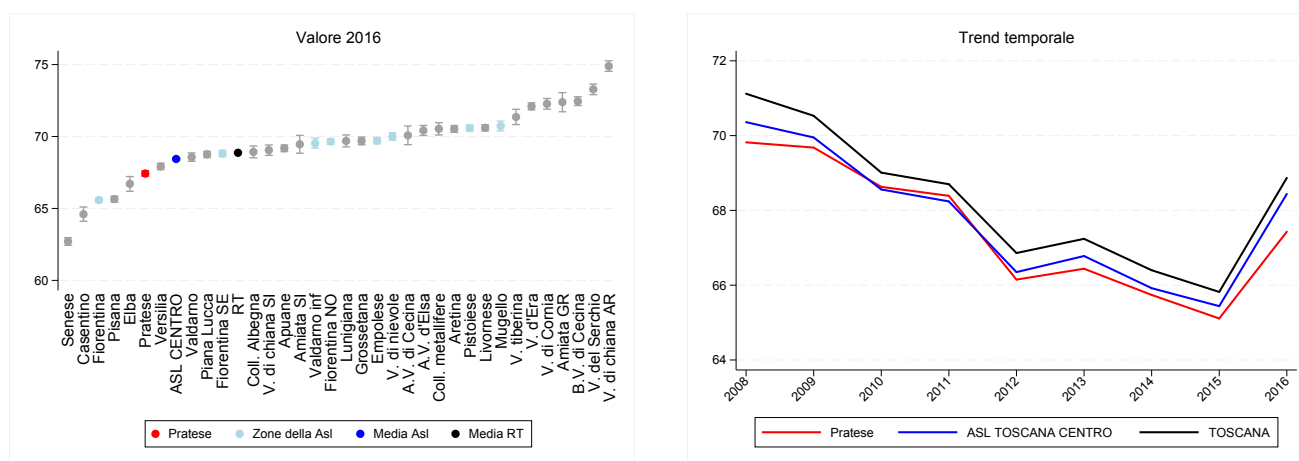 Valore 2016
75
70
65
60
Senese
Casentino
Fiorentina
Pisana
Elba
Pratese
Versilia
ASL CENTRO
Valdarno
Piana Lucca
Fiorentina SE
RT
Coll. Albegna
V. di chiana SI
Apuane
Amiata SI
Valdarno inf
Fiorentina NO
Lunigiana
Grossetana
Empolese
V. di nievole
A.V. di Cecina
A.V. d'Elsa
Coll. metallifere
Aretina
Pistoiese
Livornese
Mugello
V. tiberina
V. d'Era
V. di Cornia
Amiata GR
B.V. di Cecina
V. del Serchio
V. di chiana AR
Pratese Zone della Asl Media Asl Media RT
Trend temporale
72
70
68
66
64
2008
2009
2010
2011
2012
2013
2014
2015
2016
Pratese ASL TOSCANA CENTRO TOSCANA